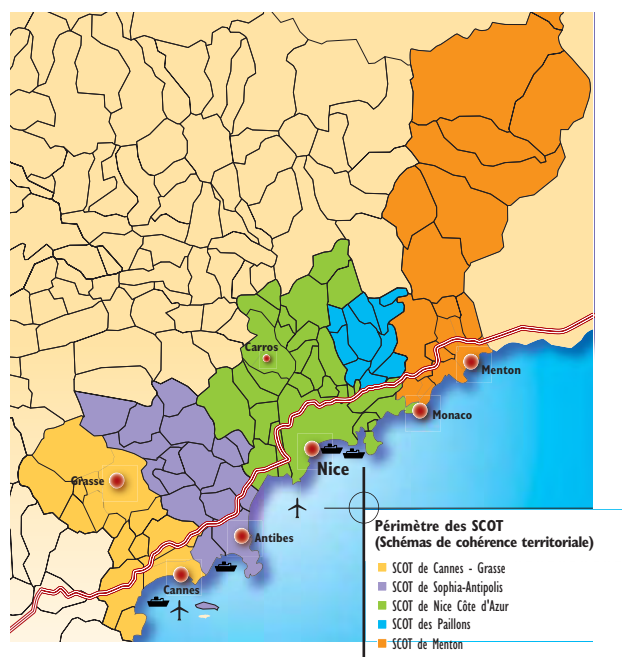 Carros
Menton
Monaco
Nice
Grasse
Antibes
Cannes
Périmètre des SCOT
(Schémas de cohérence territoriale)
SCOT de Cannes - Grasse
SCOT de Sophia-Antipolis
SCOT de Nice Côte d'Azur
SCOT des Paillons
SCOT de Menton